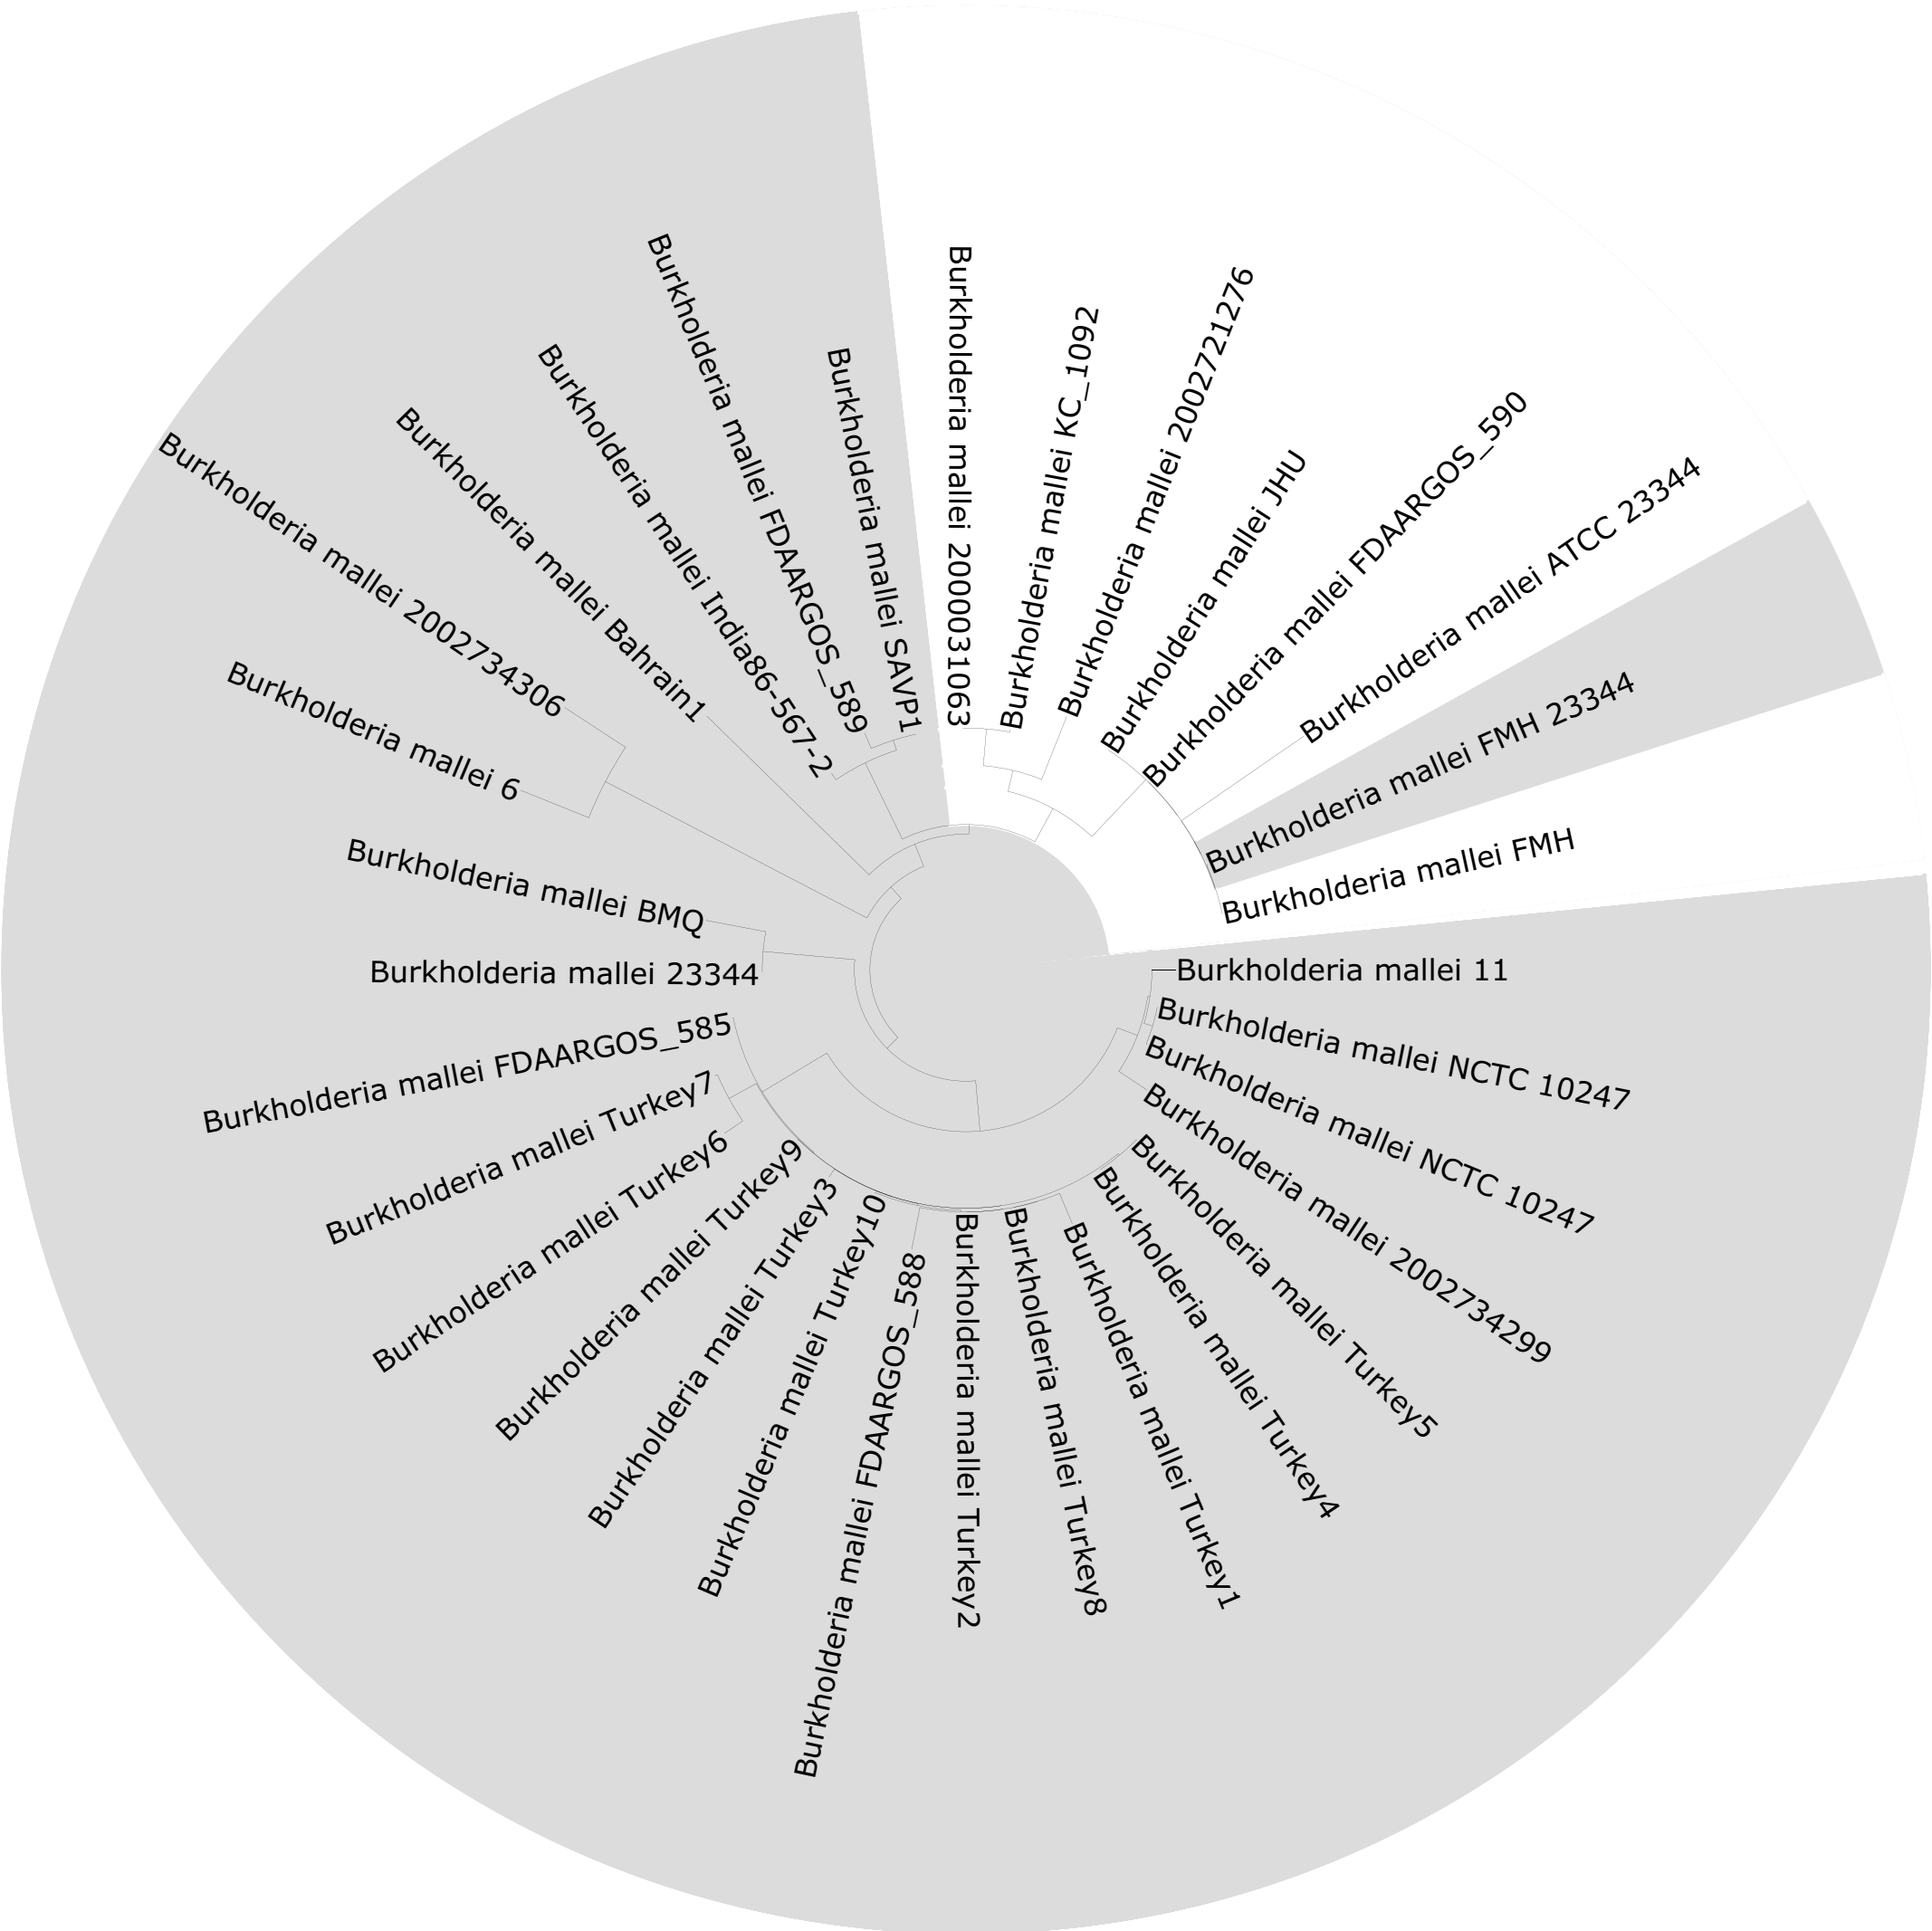 Burkholderia mallei 2000031063
Burkholderia mallei KC_1092
Burkholderia mallei 2002721276
Burkholderia mallei JHU
Burkholderia mallei FDAARGOS_590
Burkholderia mallei ATCC 23344
Burkholderia mallei FMH 23344
Burkholderia mallei FMH
Burkholderia mallei 11
Burkholderia mallei NCTC 10247
Burkholderia mallei NCTC 10247
Burkholderia mallei 2002734299
Burkholderia mallei Turkey5
Burkholderia mallei Turkey4
Burkholderia mallei Turkey1
Burkholderia mallei Turkey8
Burkholderia mallei Turkey2
Burkholderia mallei FDAARGOS_588
Burkholderia mallei Turkey10
Burkholderia mallei Turkey3
Burkholderia mallei Turkey9
Burkholderia mallei Turkey6
Burkholderia mallei Turkey7
Burkholderia mallei FDAARGOS_585
Burkholderia mallei 23344
Burkholderia mallei BMQ
Burkholderia mallei 6
Burkholderia mallei 2002734306
Burkholderia mallei Bahrain1
Burkholderia mallei India86-567-2
Burkholderia mallei FDAARGOS_589
Burkholderia mallei SAVP1